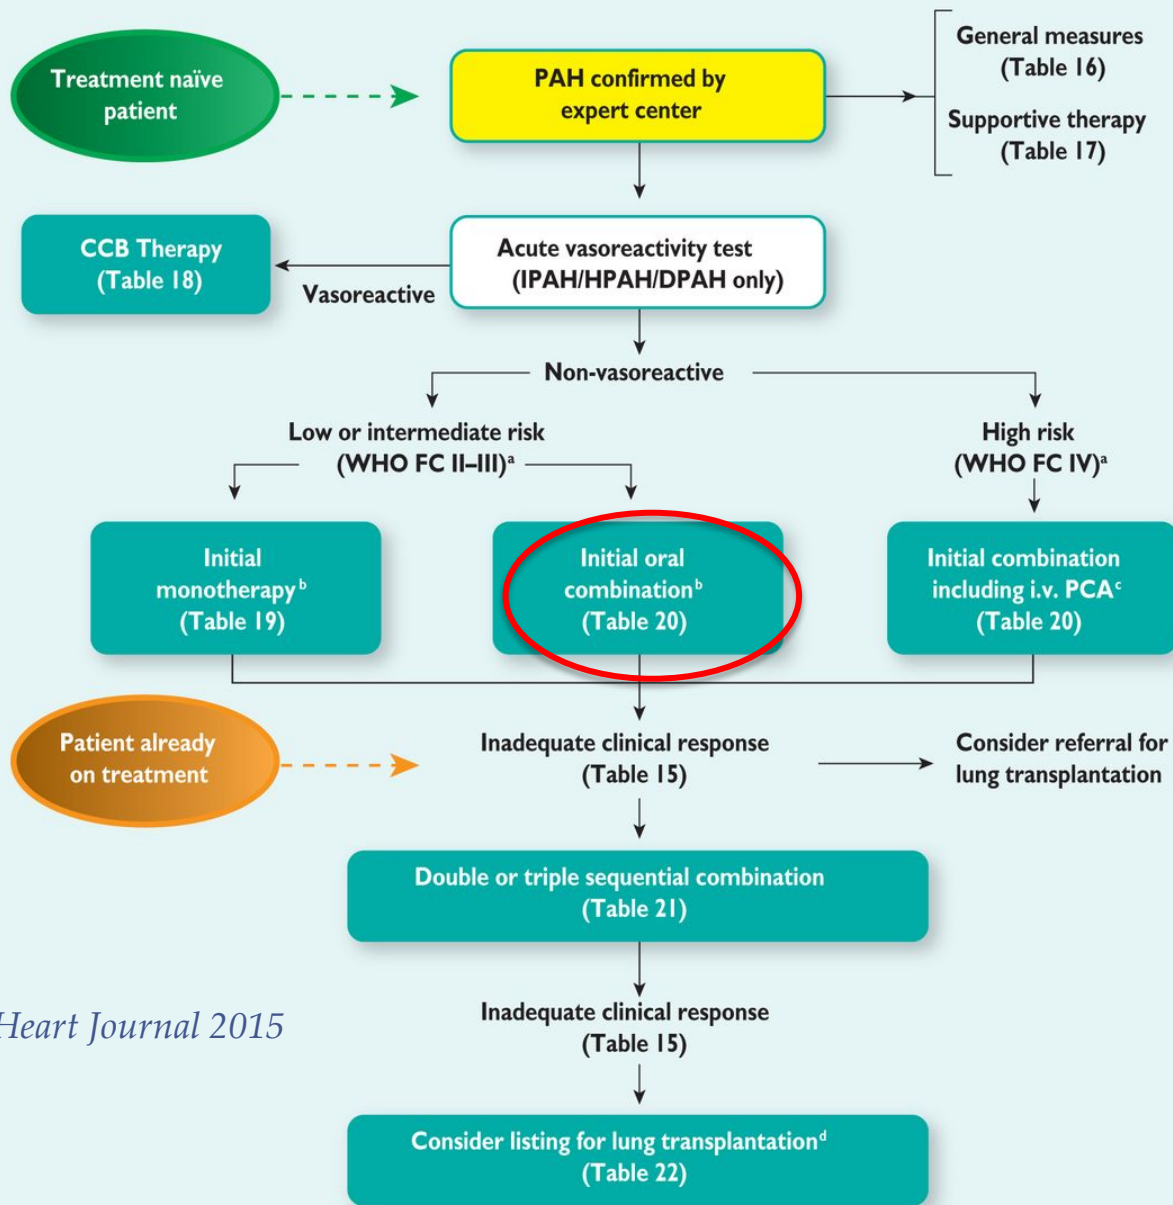 Treatment naïve
patient
PAH confirmed by
expert center
General measures
(Table 16)
Supportive therapy
(Table 17)
CCB Therapy
(Table 18)
Vasoreactive
Acute vasoreactivity test
(IPAH/HPAH/DPAH only)
Non-vasoreactive
Low or intermediate risk
(WHO FC II–III)ᵃ
High risk
(WHO FC IV)ᵃ
Initial
monotherapyᵇ
(Table 19)
Initial oral
combinationᵇ
(Table 20)
Initial combination
including i.v. PCAᶜ
(Table 20)
Patient already
on treatment
Inadequate clinical response
(Table 15)
Consider referral for
lung transplantation
Double or triple sequential combination
(Table 21)
Heart Journal 2015
Inadequate clinical response
(Table 15)
Consider listing for lung transplantationᵈ
(Table 22)